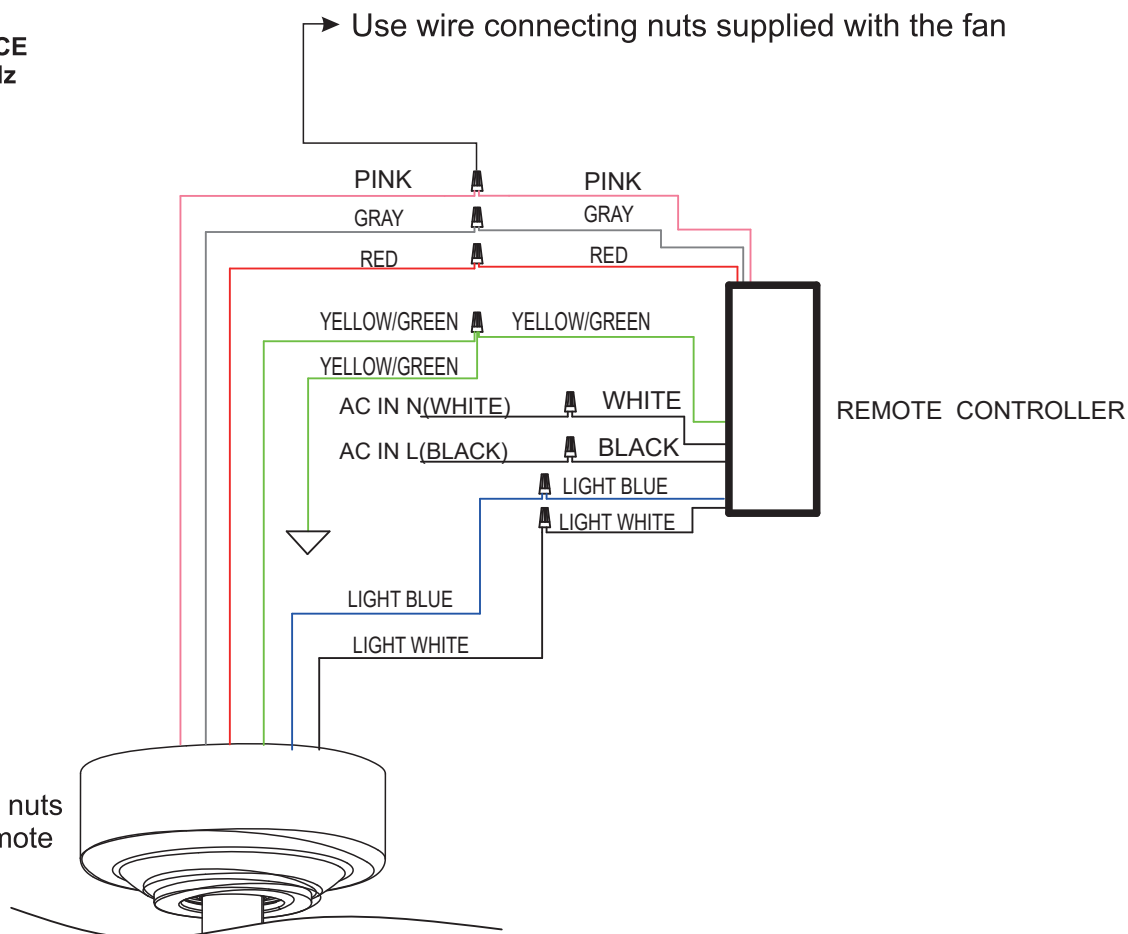 Use wire connecting nuts supplied with the fan
CE
PINK PINK
GRAY GRAY
RED RED
YELLOW/GREEN YELLOW/GREEN
YELLOW/GREEN
AC IN N(WHITE) WHITE
AC IN L(BLACK) BLACK
REMOTE CONTROLLER
LIGHT BLUE
LIGHT WHITE
LIGHT BLUE
LIGHT WHITE
nuts